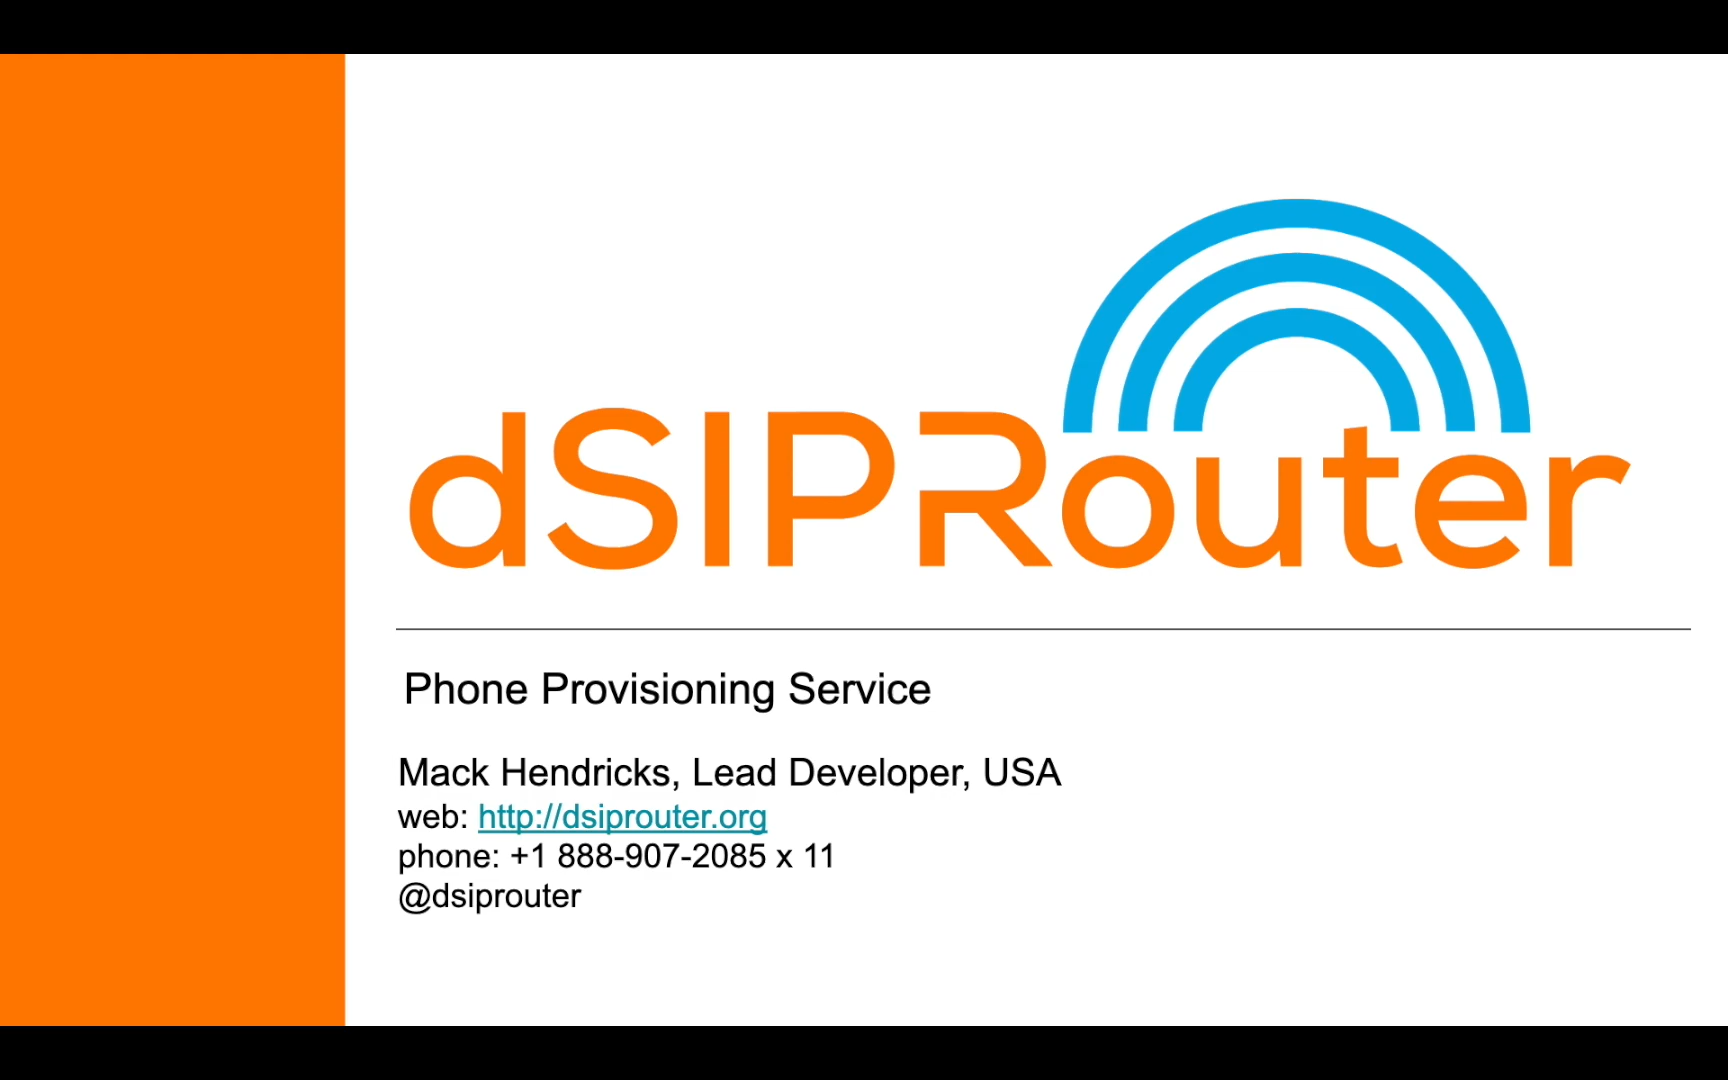 dSIPRouter
Phone Provisioning Service
Mack Hendricks, Lead Developer, USA
web: http://dsiprouter.org
phone: +1 888-907-2085 x 11
@dsiprouter